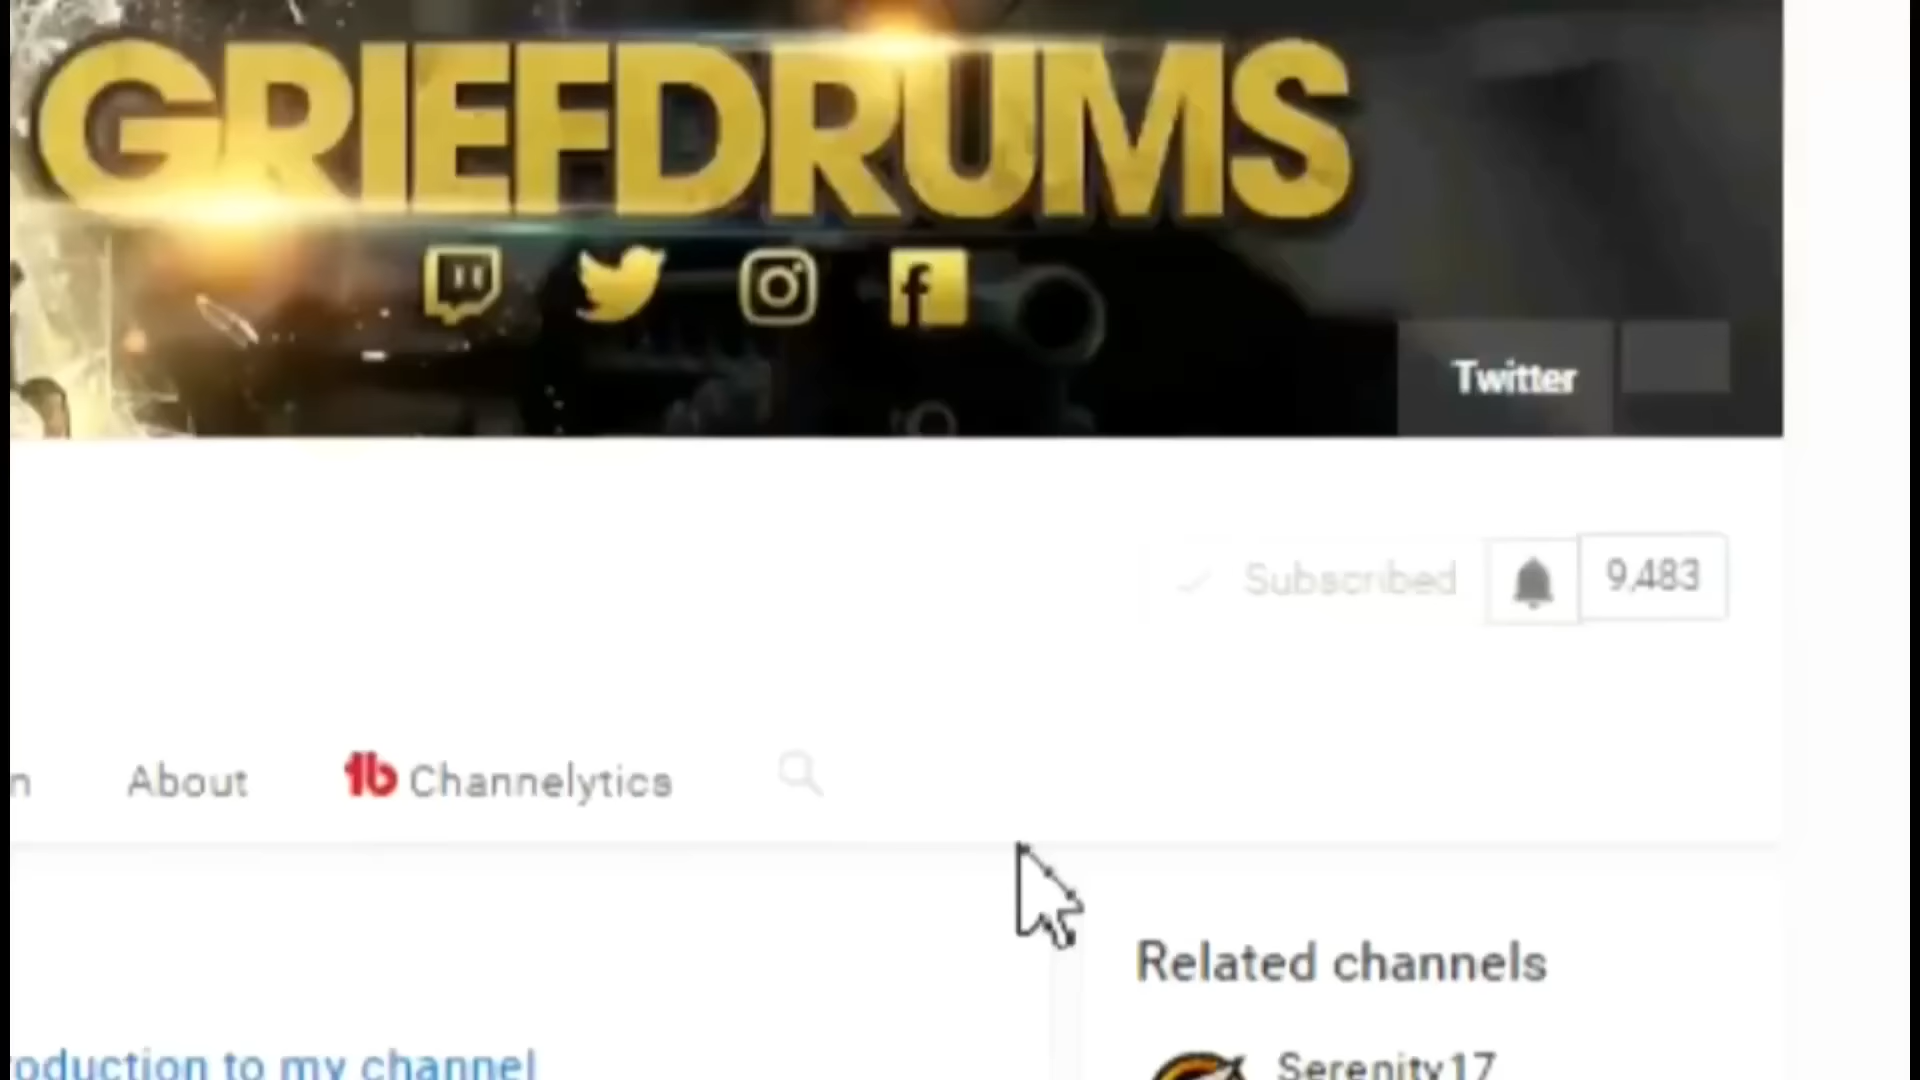 GRIEFDRUMS
Twitter
Subscribed 9,483
n About Channelytics
Related channels
oduction to my channel
Serenity17